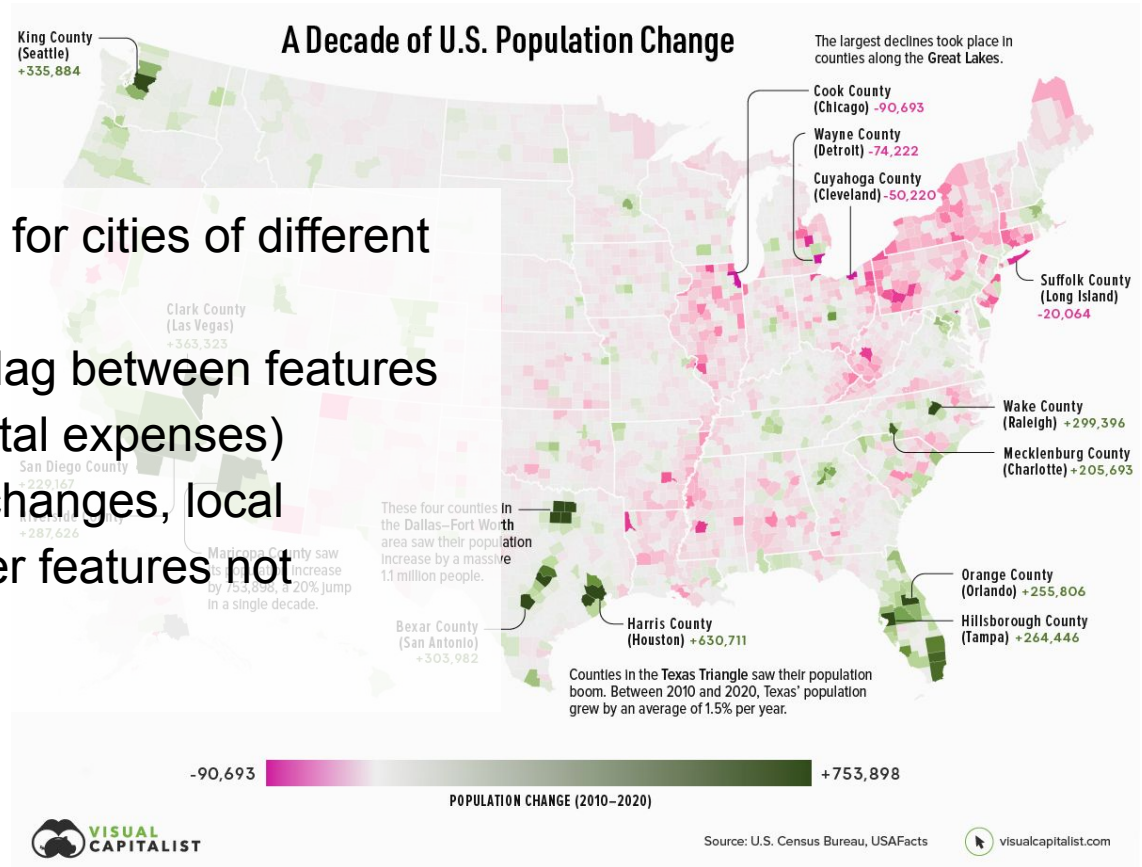 A Decade of U.S. Population Change
King County
(Seattle)
+335,884
The largest declines took place in
counties along the Great Lakes.
Cook County
(Chicago) -90,693
Wayne County
(Detroit) -74,222
Cuyahoga County
(Cleveland) -50,220
for cities of different
lag between features
tal expenses)
changes, local
er features not
Clark County
(Las Vegas)
+363,323
San Diego County
+229,167
Riverside County
+287,626
Maricopa County saw
its population increase
by 753,898, a 20% jump
in a single decade.
These four counties in
the Dallas–Fort Worth
area saw their population
increase by a massive
1.1 million people.
Bexar County
(San Antonio)
+303,982
Harris County
(Houston) +630,711
Counties in the Texas Triangle saw their population
boom. Between 2010 and 2020, Texas' population
grew by an average of 1.5% per year.
Suffolk County
(Long Island)
-20,064
Wake County
(Raleigh) +299,396
Mecklenburg County
(Charlotte) +205,693
Orange County
(Orlando) +255,806
Hillsborough County
(Tampa) +264,446
-90,693
+753,898
POPULATION CHANGE (2010–2020)
VISUAL
CAPITALIST
Source: U.S. Census Bureau, USAFacts
visualcapitalist.com